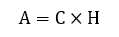 A = C × H